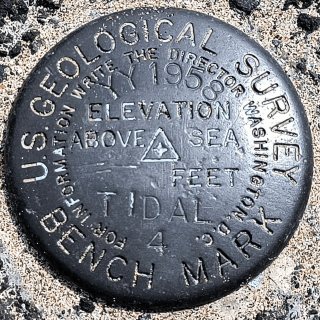 U.S. GEOLOGICAL SURVEY
FOR INFORMATION WRITE THE DIRECTOR WASHINGTON D.C.
YY 1958
ELEVATION
ABOVE SEA
FEET
TIDAL
4
BENCH MARK